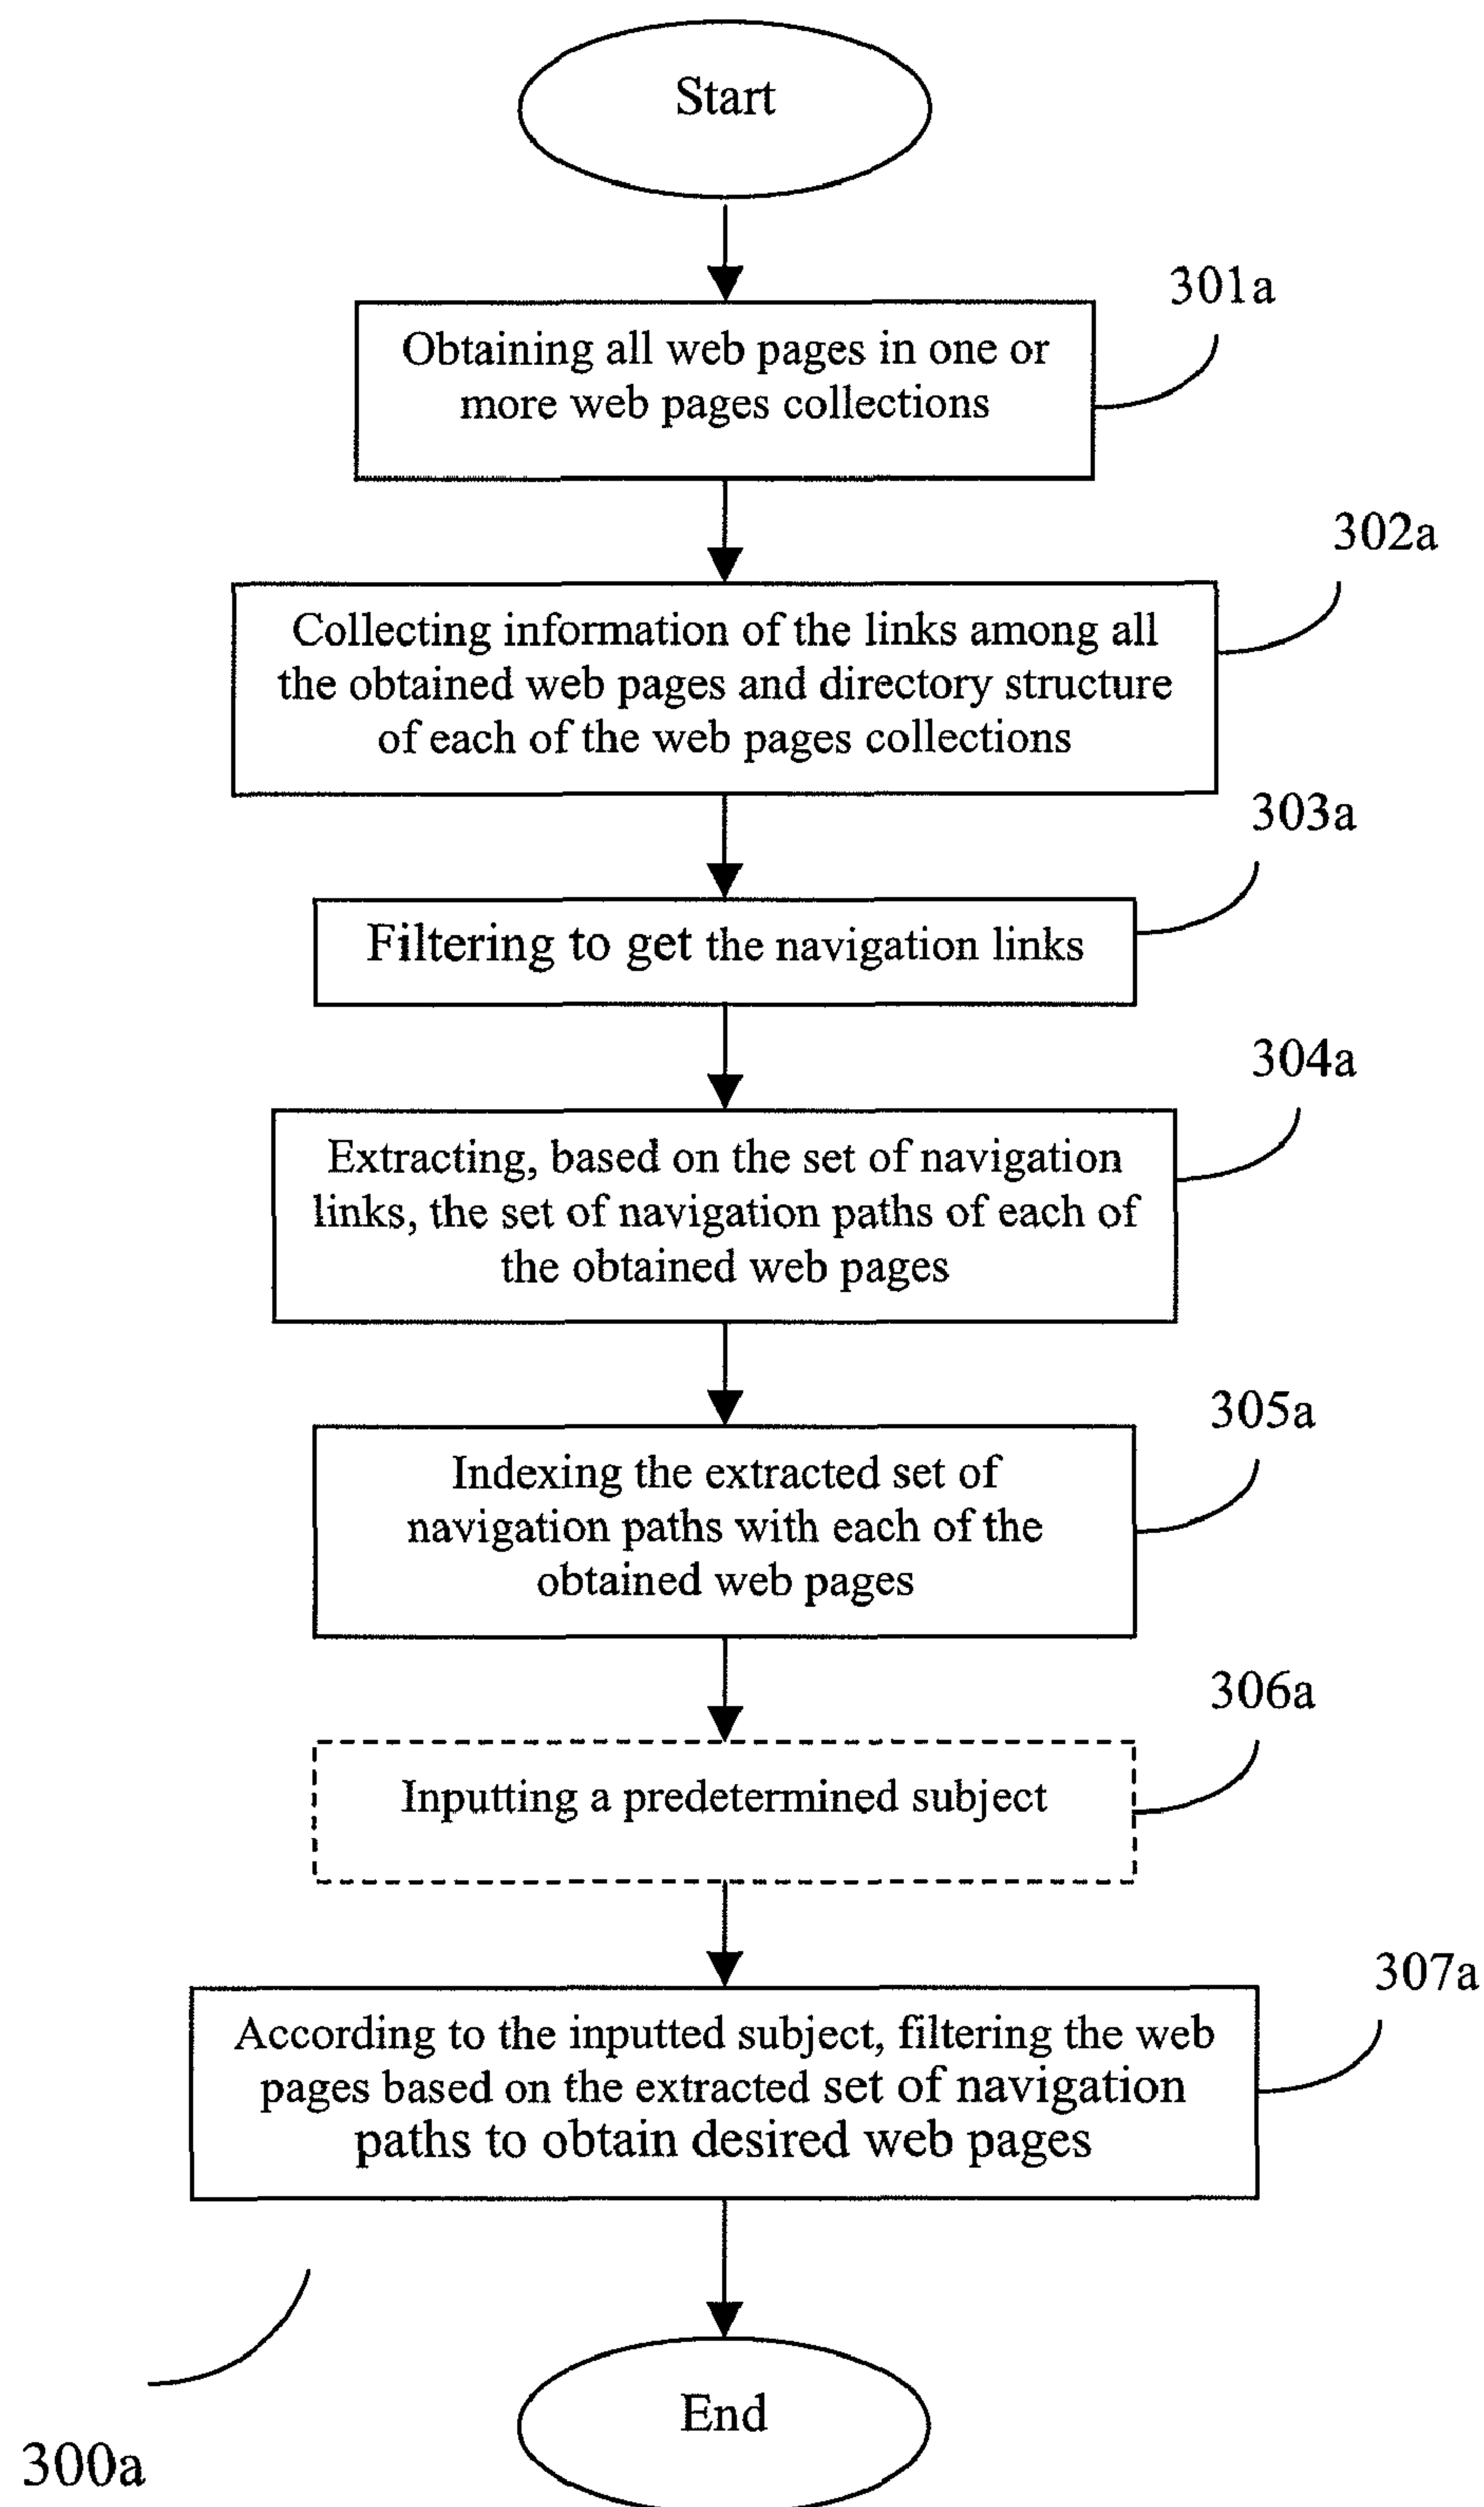 Start
301a
Obtaining all web pages in one or
more web pages collections
302a
Collecting information of the links among all
the obtained web pages and directory structure
of each of the web pages collections
303a
Filtering to get the navigation links
304a
Extracting, based on the set of navigation
links, the set of navigation paths of each of
the obtained web pages
305a
Indexing the extracted set of
navigation paths with each of the
obtained web pages
306a
Inputting a predetermined subject
307a
According to the inputted subject, filtering the web
pages based on the extracted set of navigation
paths to obtain desired web pages
End
300a